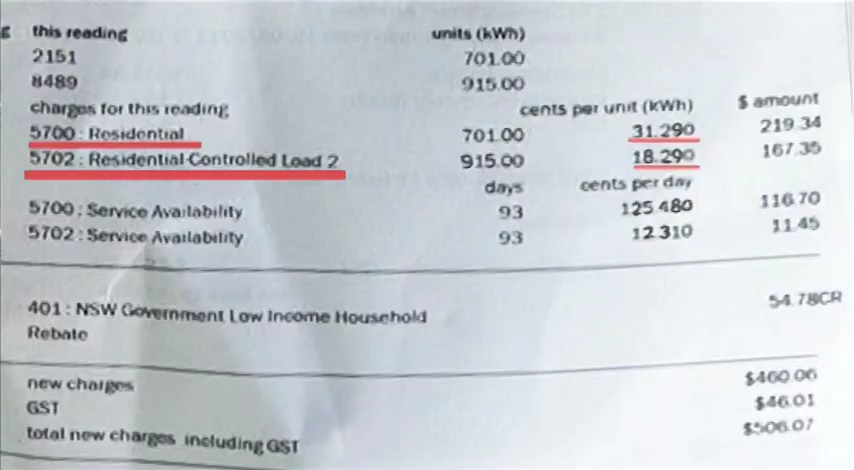 g this reading units (kWh)
2151 701.00
8489 915.00
charges for this reading cents per unit (kWh) $ amount
5700 : Residential 701.00 31.290 219.34
5702 : Residential-Controlled Load 2 915.00 18.290 167.35
days cents per day
5700 : Service Availability 93 125.480 116.70
5702 : Service Availability 93 12.310 11.45
401 : NSW Government Low Income Household 54.78CR
Rebate
new charges $460.06
GST $46.01
total new charges including GST $506.07